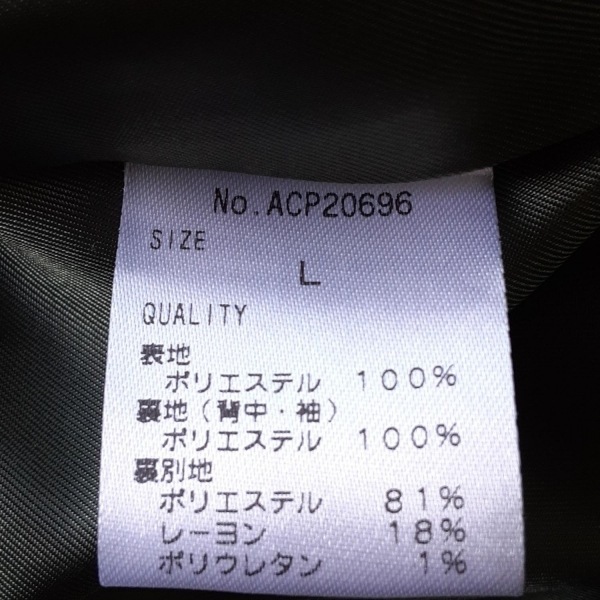 No.ACP20696
SIZE
L
QUALITY
表地
ポリエステル 100%
裏地(背中・袖)
ポリエステル 100%
裏別地
ポリエステル 81%
レーヨン 18%
ポリウレタン 1%